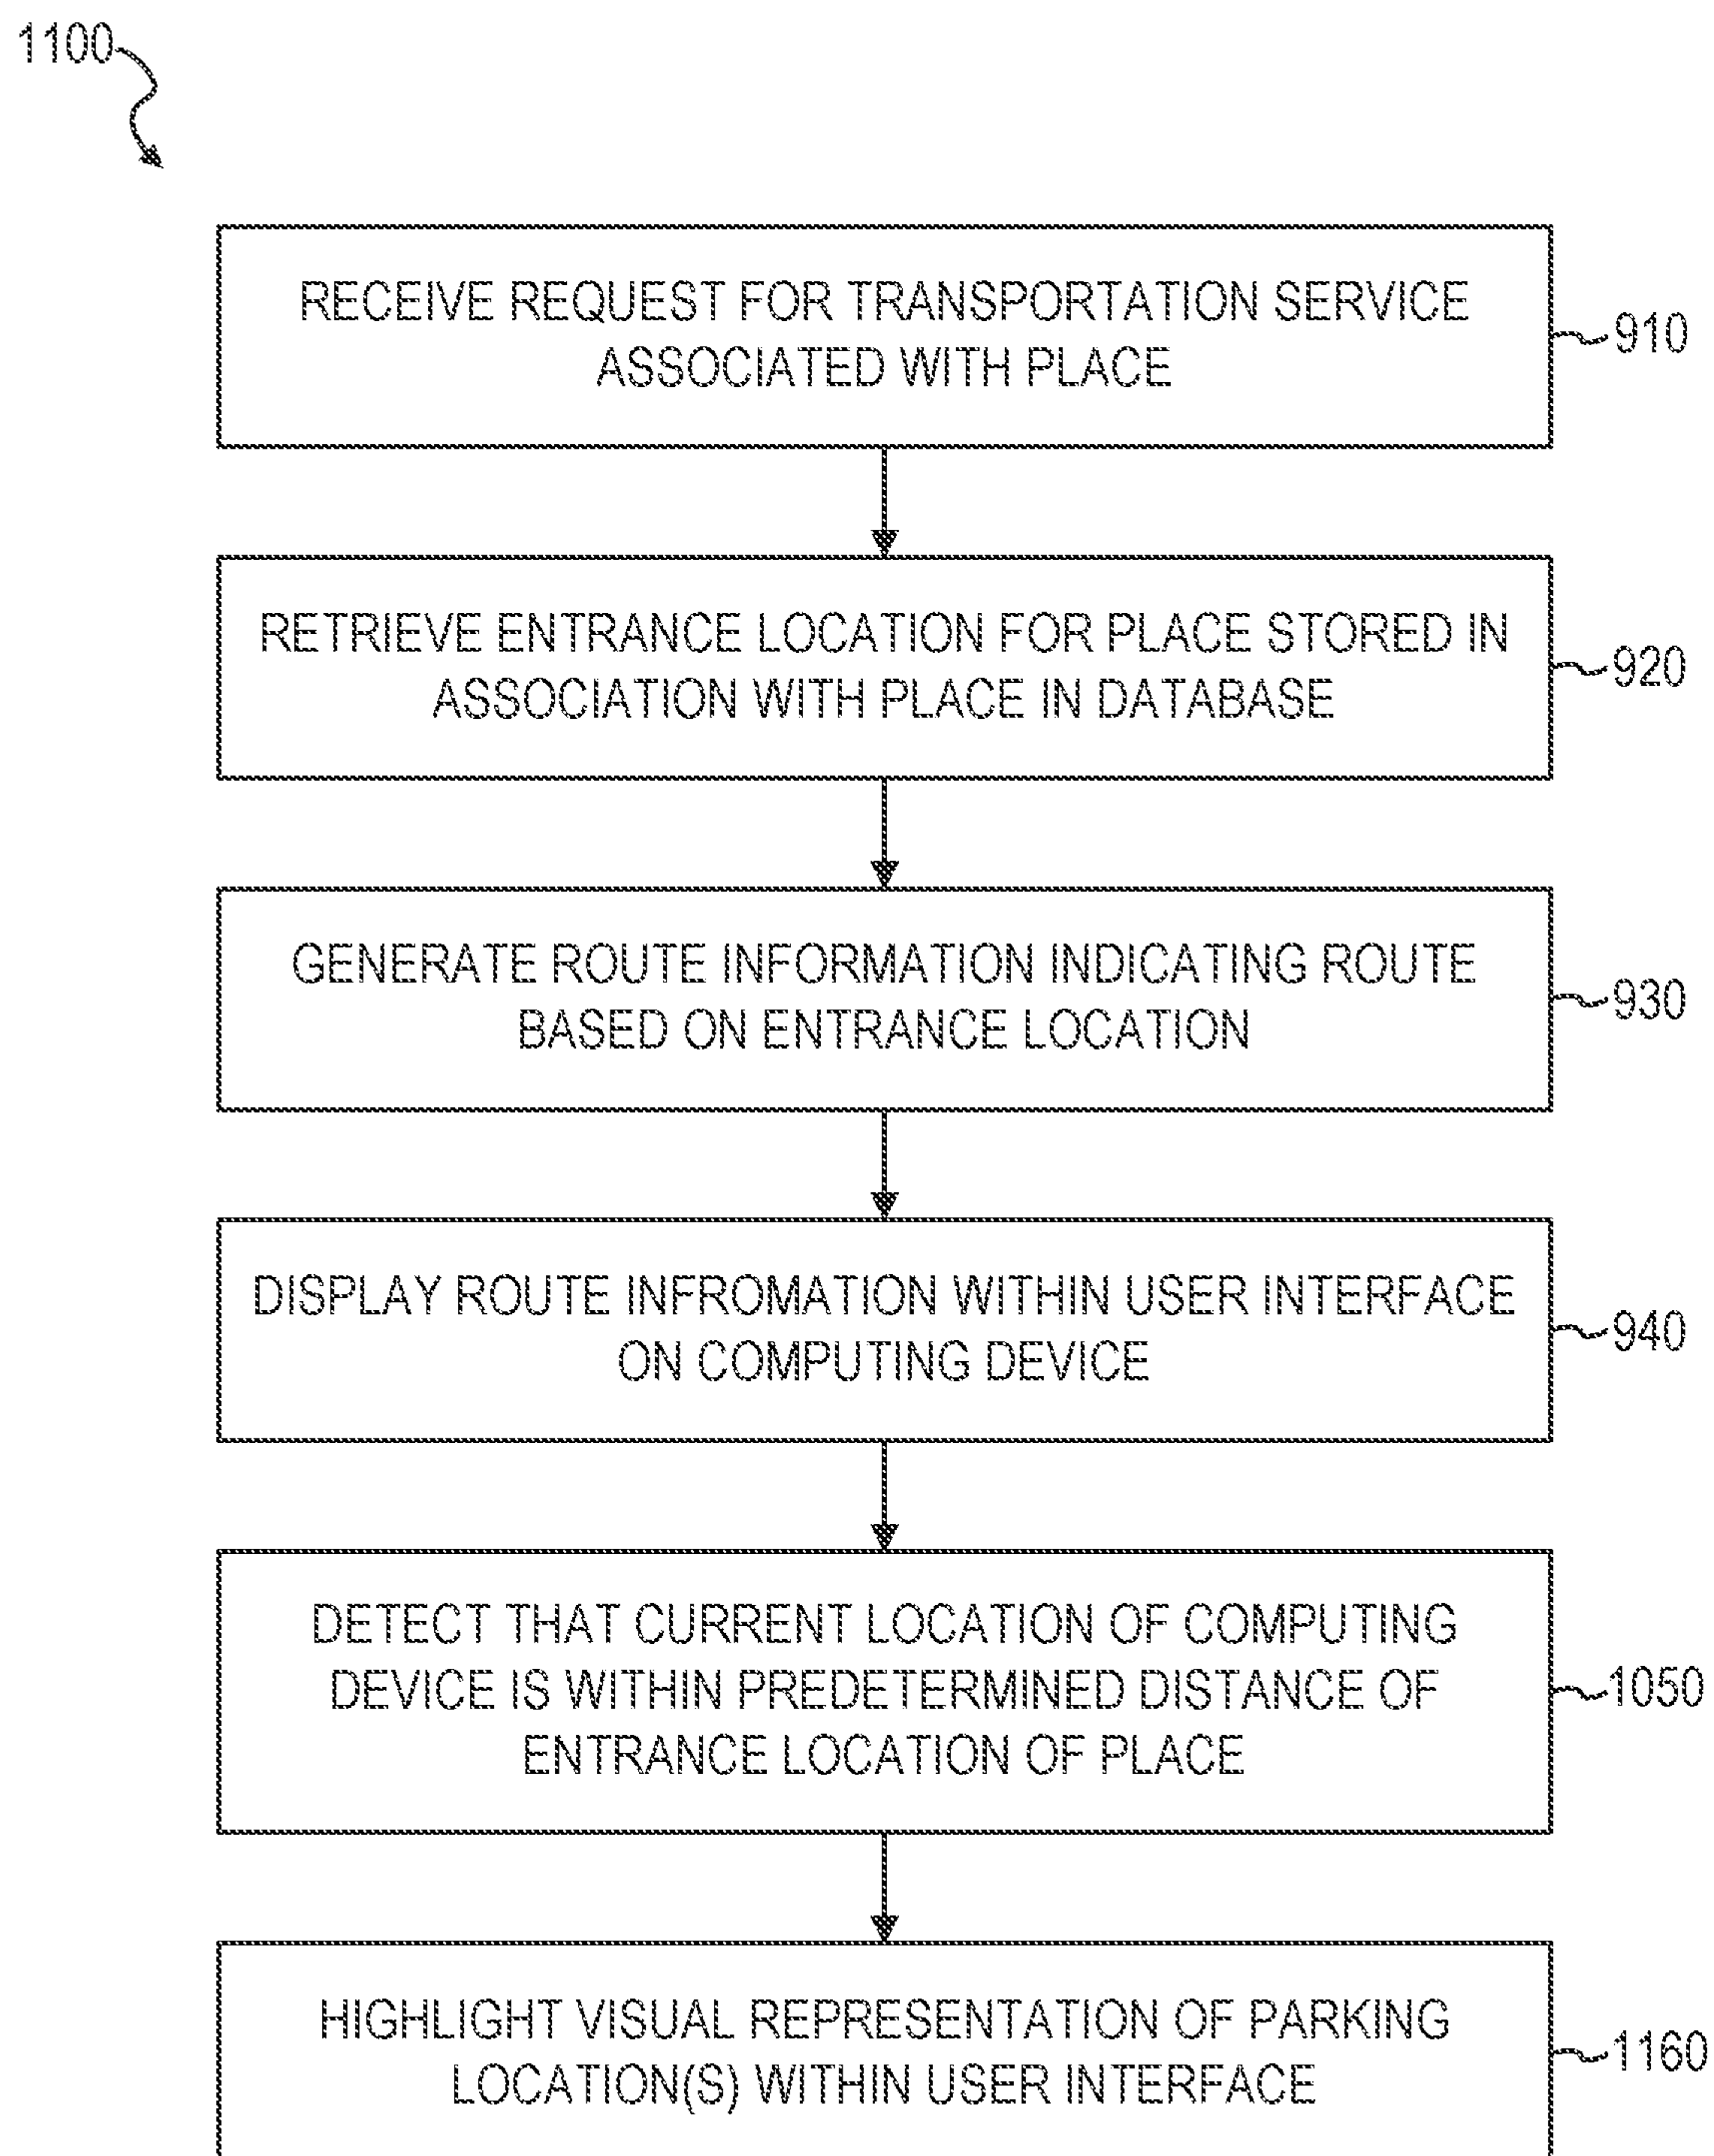 1100
RECEIVE REQUEST FOR TRANSPORTATION SERVICE
ASSOCIATED WITH PLACE
910
RETRIEVE ENTRANCE LOCATION FOR PLACE STORED IN
ASSOCIATION WITH PLACE IN DATABASE
920
GENERATE ROUTE INFORMATION INDICATING ROUTE
BASED ON ENTRANCE LOCATION
930
DISPLAY ROUTE INFROMATION WITHIN USER INTERFACE
ON COMPUTING DEVICE
940
DETECT THAT CURRENT LOCATION OF COMPUTING
DEVICE IS WITHIN PREDETERMINED DISTANCE OF
ENTRANCE LOCATION OF PLACE
1050
HIGHLIGHT VISUAL REPRESENTATION OF PARKING
LOCATION(S) WITHIN USER INTERFACE
1160